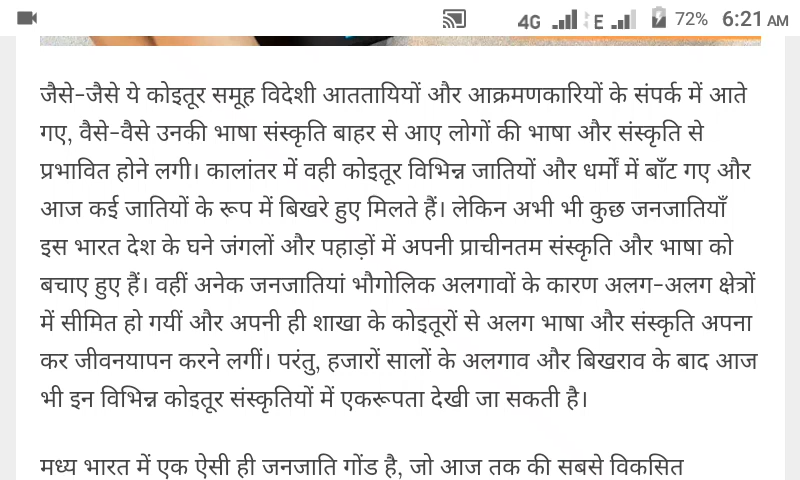 4G E 72% 6:21 AM
जैसे-जैसे ये कोइतूर समूह विदेशी आततायियों और आक्रमणकारियों के संपर्क में आते
गए, वैसे-वैसे उनकी भाषा संस्कृति बाहर से आए लोगों की भाषा और संस्कृति से
प्रभावित होने लगी। कालांतर में वही कोइतूर विभिन्न जातियों और धर्मों में बाँट गए और
आज कई जातियों के रूप में बिखरे हुए मिलते हैं। लेकिन अभी भी कुछ जनजातियाँ
इस भारत देश के घने जंगलों और पहाड़ों में अपनी प्राचीनतम संस्कृति और भाषा को
बचाए हुए हैं। वहीं अनेक जनजातियां भौगोलिक अलगावों के कारण अलग-अलग क्षेत्रों
में सीमित हो गयीं और अपनी ही शाखा के कोइतूरों से अलग भाषा और संस्कृति अपना
कर जीवनयापन करने लगीं। परंतु, हजारों सालों के अलगाव और बिखराव के बाद आज
भी इन विभिन्न कोइतूर संस्कृतियों में एकरूपता देखी जा सकती है।
मध्य भारत में एक ऐसी ही जनजाति गोंड है, जो आज तक की सबसे विकसित